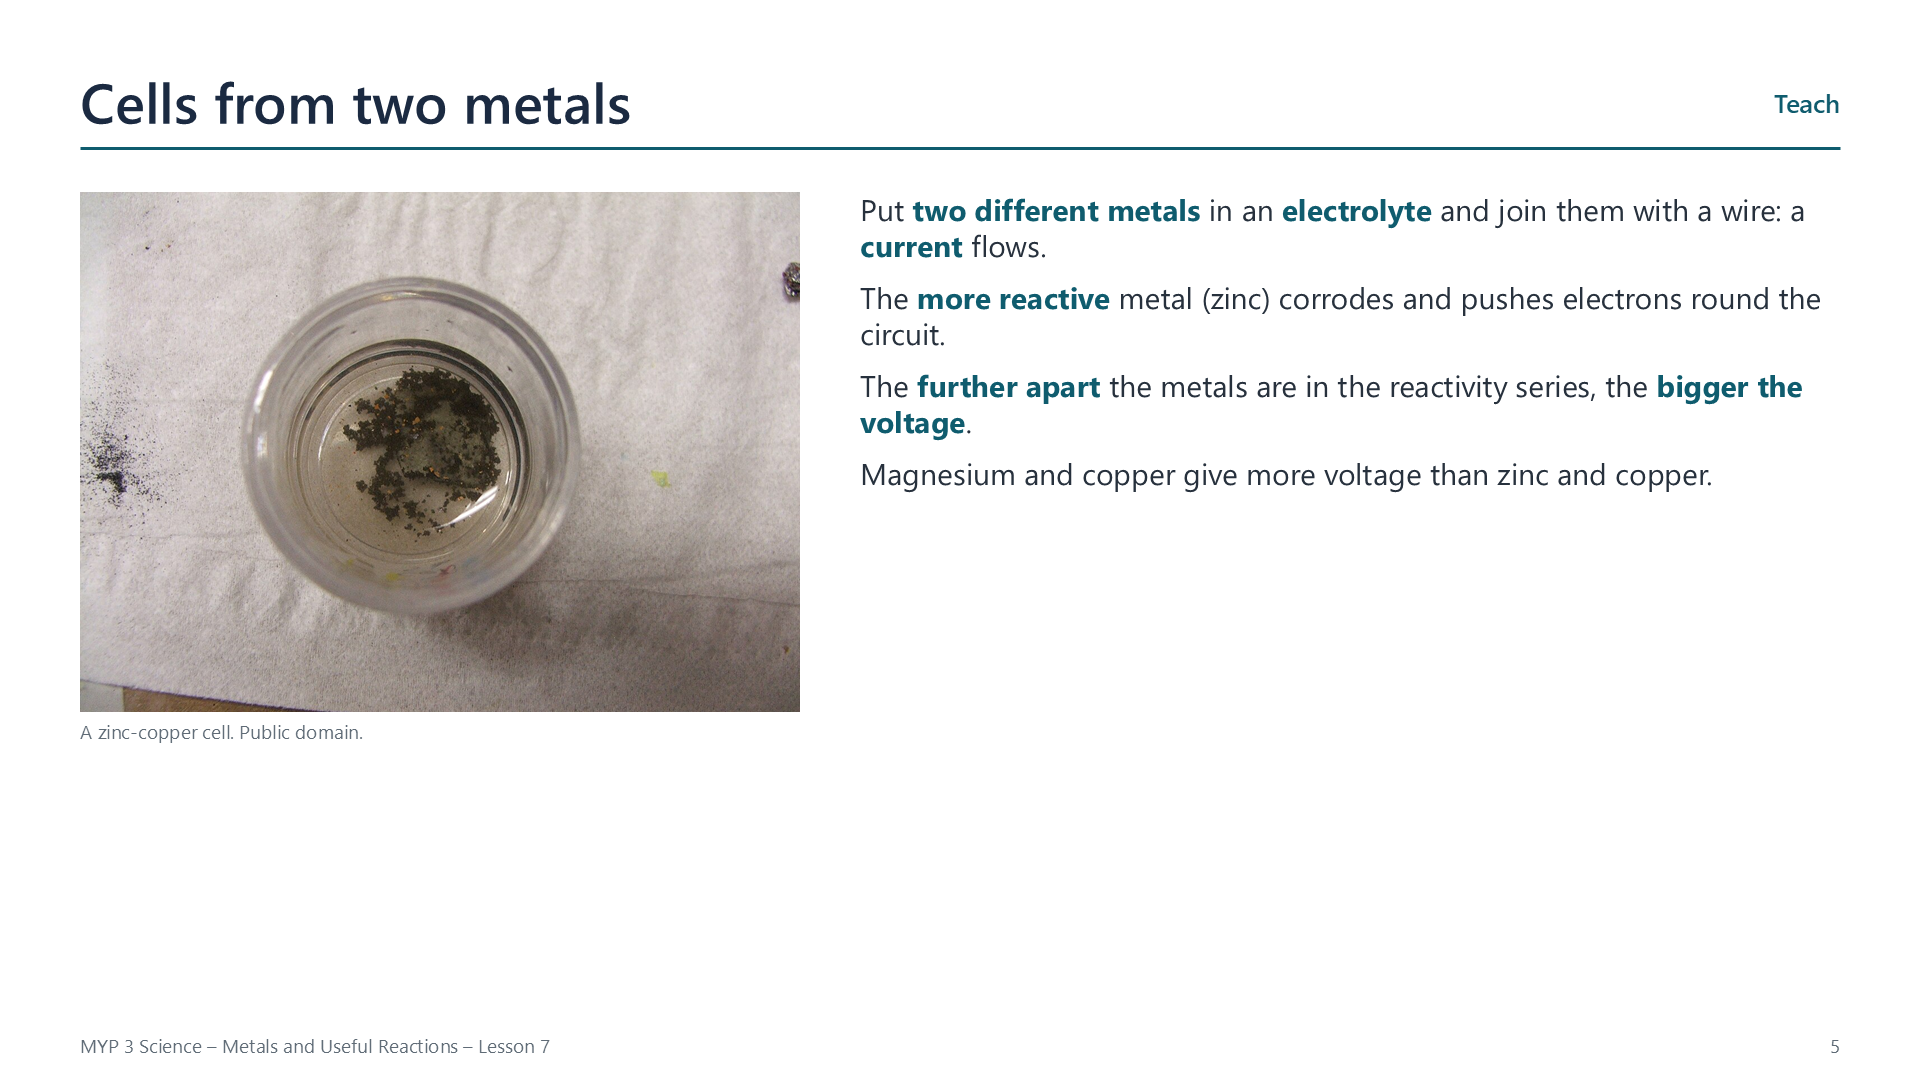 Cells from two metals
Teach
Put two different metals in an electrolyte and join them with a wire: a
current flows.
The more reactive metal (zinc) corrodes and pushes electrons round the
circuit.
The further apart the metals are in the reactivity series, the bigger the
voltage.
Magnesium and copper give more voltage than zinc and copper.
A zinc-copper cell. Public domain.
MYP 3 Science – Metals and Useful Reactions – Lesson 7
5